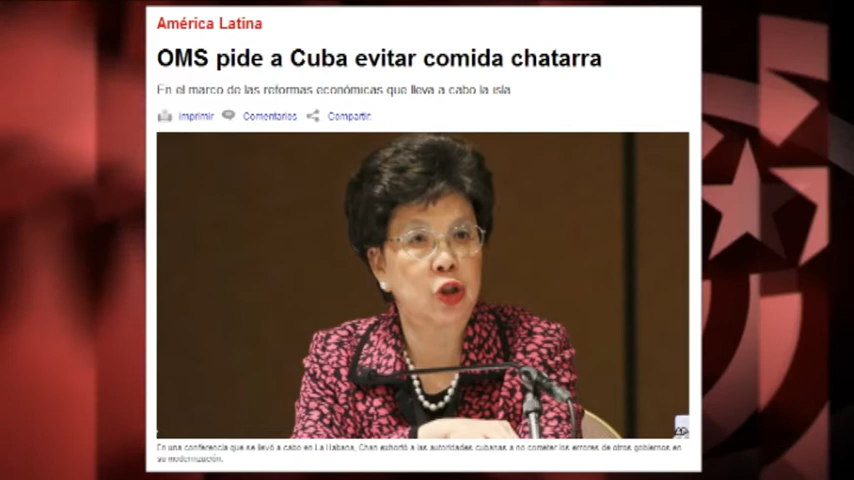 América Latina
OMS pide a Cuba evitar comida chatarra
En el marco de las reformas económicas que lleva a cabo la isla
Imprimir Comentarios Compartir
En una conferencia que se llevó a cabo en La Habana, Chan exhortó a las autoridades cubanas a no cometer los errores de otros gobiernos en
su modernización.